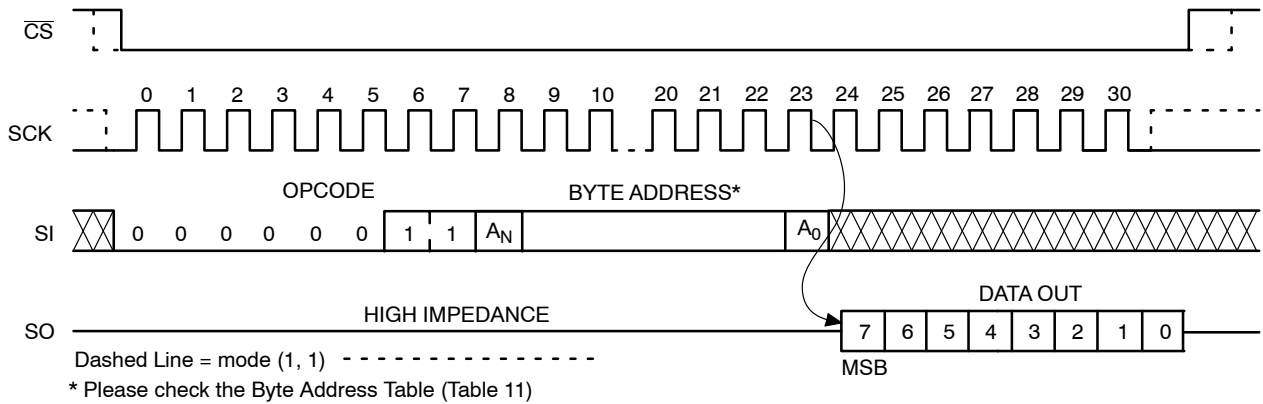 CS
0 1 2 3 4 5 6 7 8 9 10 20 21 22 23 24 25 26 27 28 29 30
SCK
OPCODE BYTE ADDRESS*
SI 0 0 0 0 0 0 1 1 AN A0
HIGH IMPEDANCE DATA OUT
SO 7 6 5 4 3 2 1 0
Dashed Line = mode (1, 1)
MSB
* Please check the Byte Address Table (Table 11)